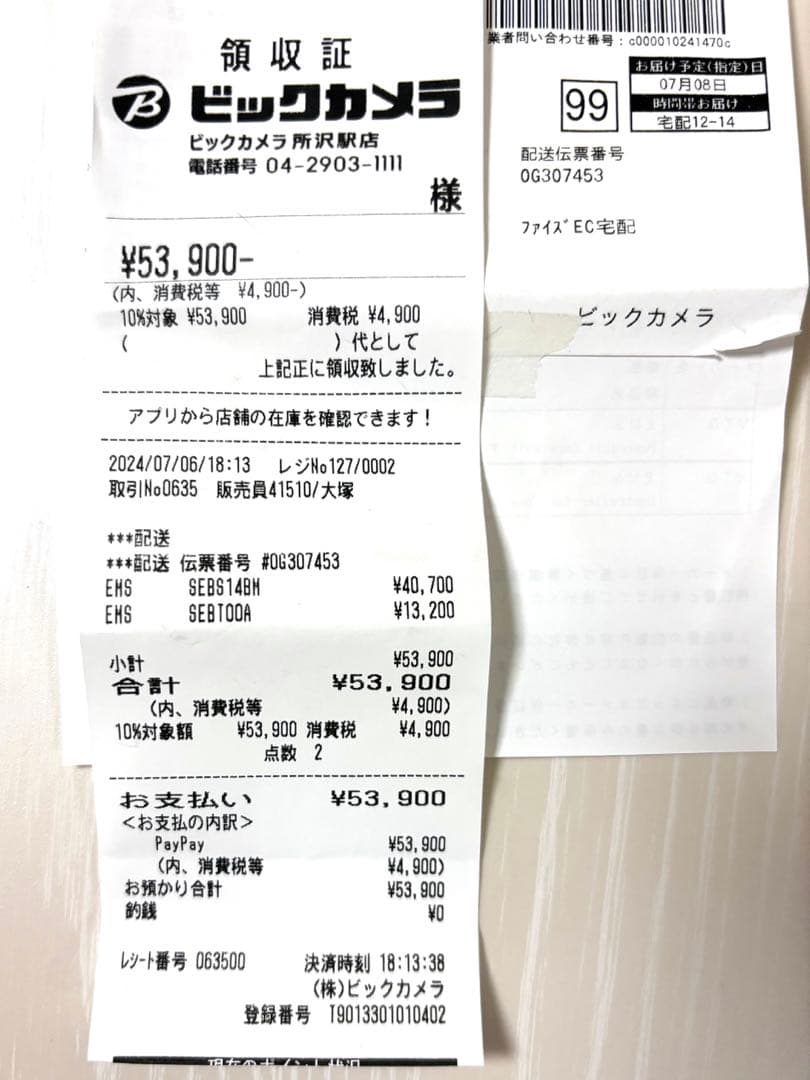 領収証
B ビックカメラ
ビックカメラ所沢駅店
電話番号 04-2903-1111
様
¥53,900-
(内、消費税等 ¥4,900-)
10%対象 ¥53,900 消費税 ¥4,900
( )代として
上記正に領収致しました。
アプリから店舗の在庫を確認できます!
2024/07/06/18:13 レジNo127/0002
取引No0635 販売員41510/大塚
***配送
***配送 伝票番号 #0G307453
EMS SEBS14BM ¥40,700
EMS SEBT00A ¥13,200
小計 ¥53,900
合計 ¥53,900
(内、消費税等 ¥4,900)
10%対象額 ¥53,900 消費税 ¥4,900
点数 2
お支払い ¥53,900
<お支払の内訳>
PayPay ¥53,900
(内、消費税等 ¥4,900)
お預かり合計 ¥53,900
釣銭 ¥0
レシート番号 063500 決済時刻 18:13:38
(株)ビックカメラ
登録番号 T9013301010402
現在のポイント状況
業者問い合わせ番号:c000010241470c
お届け予定(指定)日
07月08日
99
時間帯お届け
宅配12-14
配送伝票番号
0G307453
ファイズEC宅配
ビックカメラ